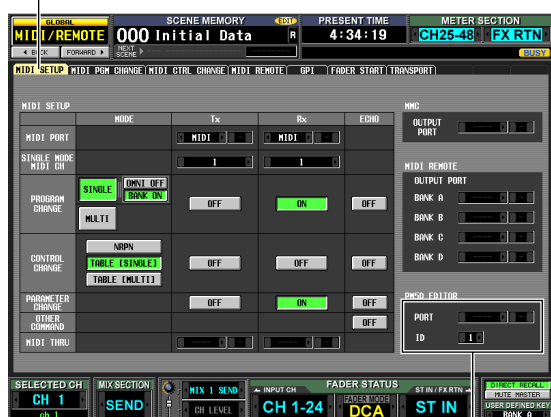 GLOBAL
MIDI/REMOTE
BACK
FORWARD
SCENE MEMORY
EDIT
000 Initial Data
R
NEXT SCENE
PRESENT TIME
4:34:19
METER SECTION
CH25-48
FX RTN
BUSY
MIDI SETUP
MIDI PGM CHANGE
MIDI CTRL CHANGE
MIDI REMOTE
GPI
FADER START
TRANSPORT
MIDI SETUP
MODE
Tx
Rx
ECHO
MIDI PORT
MIDI
-
MIDI
-
SINGLE MODE
MIDI CH
1
1
PROGRAM
CHANGE
SINGLE
OMNI OFF
BANK ON
MULTI
OFF
ON
OFF
CONTROL
CHANGE
NRPN
TABLE [SINGLE]
TABLE [MULTI]
OFF
OFF
OFF
PARAMETER
CHANGE
OFF
ON
OFF
OTHER
COMMAND
OFF
MIDI THRU
MMC
OUTPUT
PORT
MIDI REMOTE
OUTPUT PORT
BANK A
BANK B
BANK C
BANK D
PM5D EDITOR
PORT
ID
1
SELECTED CH
CH 1
ch 1
MIX SECTION
SEND
MIX 1 SEND
CH LEVEL
FADER STATUS
INPUT CH
CH 1-24
FADER MODE
DCA
ST IN / FX RTN
ST IN
DIRECT RECALL
MUTE MASTER
USER DEFINED KEY
BANK A